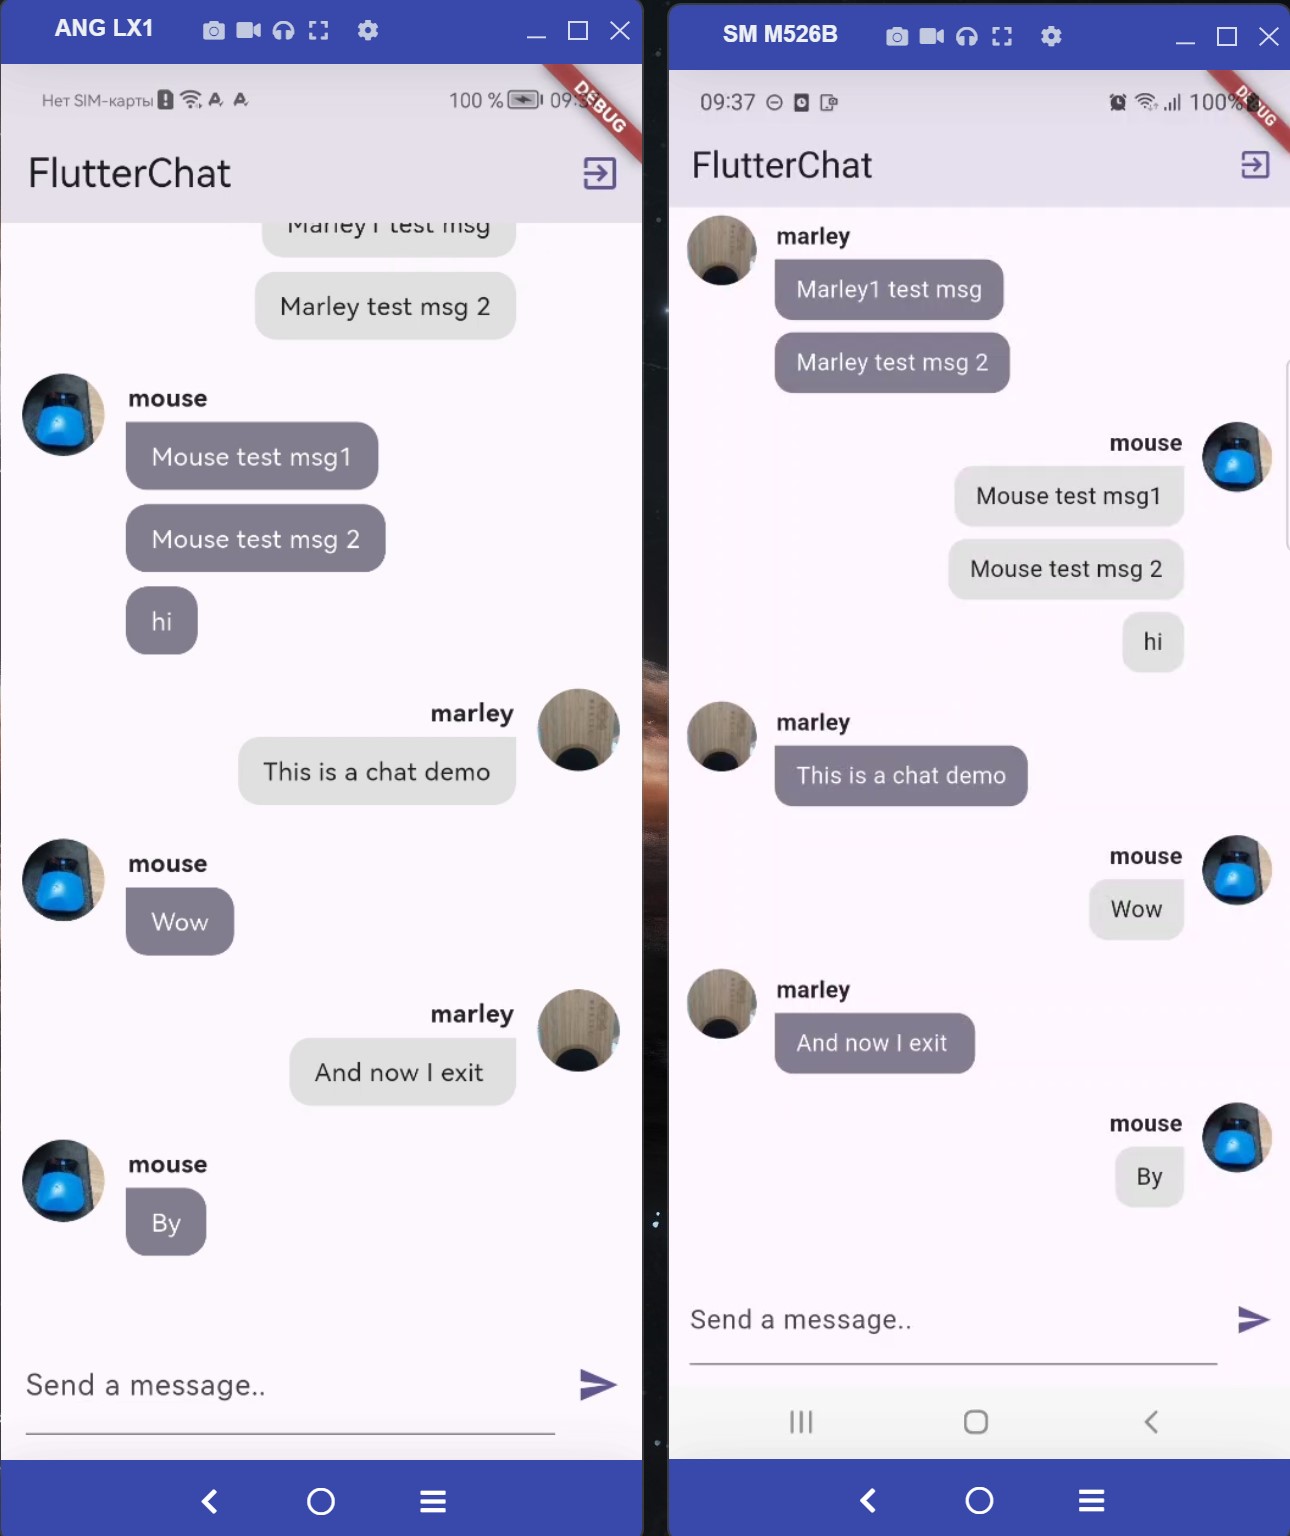 ANG LX1
Нет SIM-карты
100 %
DEBUG
FlutterChat
Marley1 test msg
Marley test msg 2
mouse
Mouse test msg1
Mouse test msg 2
hi
marley
This is a chat demo
mouse
Wow
marley
And now I exit
mouse
By
Send a message..
SM M526B
09:37
100%
DEBUG
FlutterChat
marley
Marley1 test msg
Marley test msg 2
mouse
Mouse test msg1
Mouse test msg 2
hi
marley
This is a chat demo
mouse
Wow
marley
And now I exit
mouse
By
Send a message..